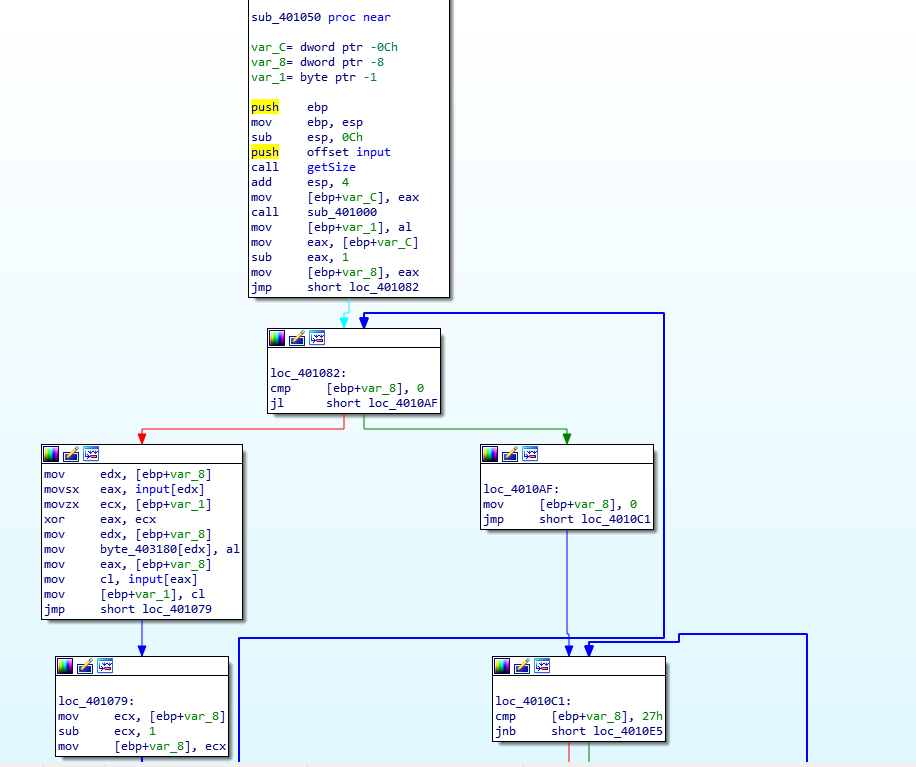 sub_401050 proc near
var_C= dword ptr -0Ch
var_8= dword ptr -8
var_1= byte ptr -1
push ebp
mov ebp, esp
sub esp, 0Ch
push offset input
call getSize
add esp, 4
mov [ebp+var_C], eax
call sub_401000
mov [ebp+var_1], al
mov eax, [ebp+var_C]
sub eax, 1
mov [ebp+var_8], eax
jmp short loc_401082
loc_401082:
cmp [ebp+var_8], 0
jl short loc_4010AF
mov edx, [ebp+var_8]
movsx eax, input[edx]
movzx ecx, [ebp+var_1]
xor eax, ecx
mov edx, [ebp+var_8]
mov byte_403180[edx], al
mov eax, [ebp+var_8]
mov cl, input[eax]
mov [ebp+var_1], cl
jmp short loc_401079
loc_4010AF:
mov [ebp+var_8], 0
jmp short loc_4010C1
loc_401079:
mov ecx, [ebp+var_8]
sub ecx, 1
mov [ebp+var_8], ecx
loc_4010C1:
cmp [ebp+var_8], 27h
jnb short loc_4010E5